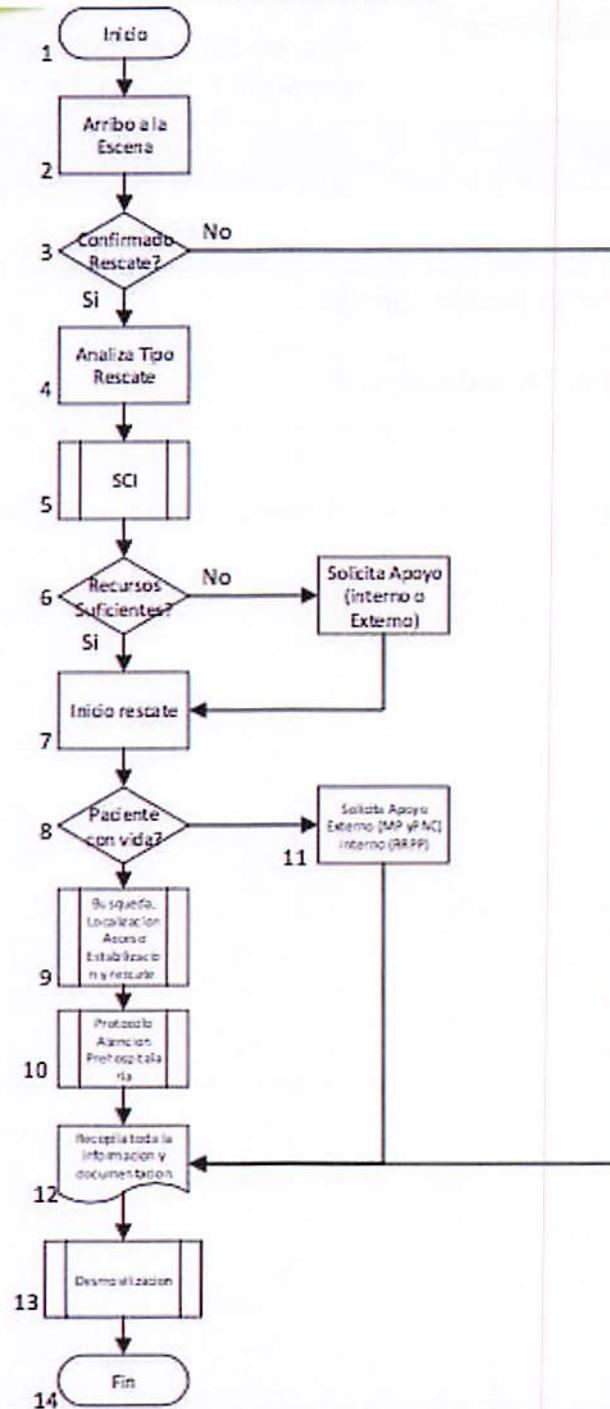 Inicio
1
Arribo a la
Escena
2
Confirmado
Rescate?
3
No
Si
Analiza Tipo
Rescate
4
SCI
5
Recursos
Suficientes?
6
No
Si
Solicita Apoyo
(interno o
Externo)
Inicio rescate
7
Paciente
con vida?
8
Solicita Apoyo
Externo (MP y PNC)
interno (RRPP)
11
Busqueda,
Localizacion
Acceso
Estabilizacio
n y rescate
9
Protocolo
Atencion
Prehospitala
ria
10
Recopila toda la
informacion y
documentacion
12
Desmovilizacion
13
Fin
14